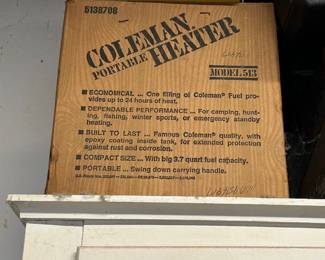 5138708
COLEMAN
PORTABLE HEATER
MODEL 513
■ ECONOMICAL ... One filling of Coleman Fuel pro-
vides up to 24 hours of heat.
■ DEPENDABLE PERFORMANCE ... For camping, hunt-
ing, fishing, winter sports, or emergency standby
heating.
■ BUILT TO LAST ... Famous Coleman quality, with
epoxy coating inside tank, for extended protection
against rust and corrosion.
■ COMPACT SIZE ... With big 3.7 quart fuel capacity.
■ PORTABLE ... Swing down carrying handle.